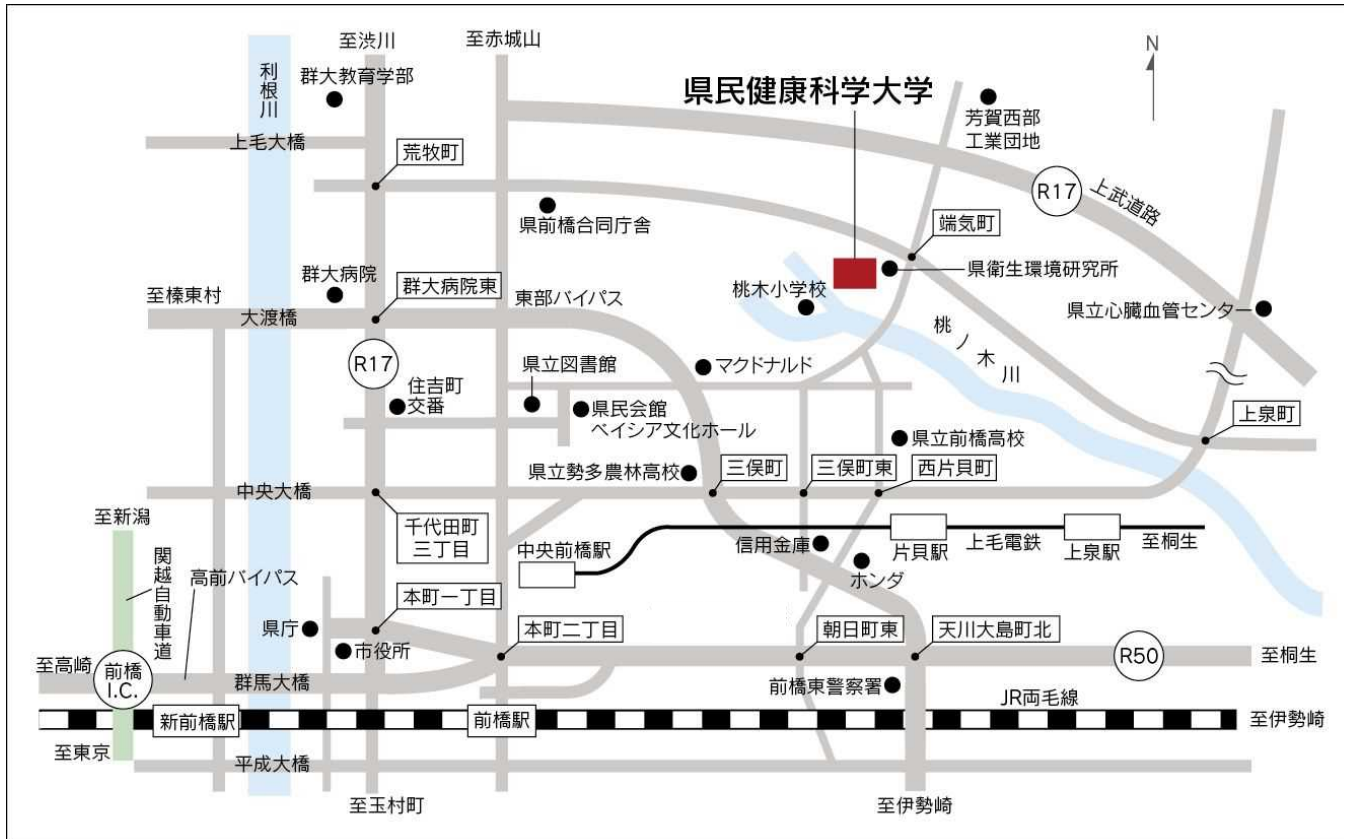 至渋川
至赤城山
N
利根川
群大教育学部
県民健康科学大学
芳賀西部
工業団地
上毛大橋
荒牧町
R17
上武道路
県前橋合同庁舎
端気町
群大病院
県衛生環境研究所
至榛東村
群大病院東
東部バイパス
桃木小学校
大渡橋
県立心臓血管センター
桃ノ木川
R17
県立図書館
マクドナルド
住吉町
交番
県民会館
ベイシア文化ホール
上泉町
県立前橋高校
県立勢多農林高校
三俣町
三俣町東
西片貝町
中央大橋
至新潟
千代田町
三丁目
中央前橋駅
信用金庫
片貝駅
上毛電鉄
上泉駅
至桐生
関越自動車道
高前バイパス
ホンダ
本町一丁目
県庁
本町二丁目
朝日町東
天川大島町北
市役所
至高崎
前橋
I.C.
R50
至桐生
群馬大橋
前橋東警察署
JR両毛線
新前橋駅
前橋駅
至伊勢崎
至東京
平成大橋
至玉村町
至伊勢崎